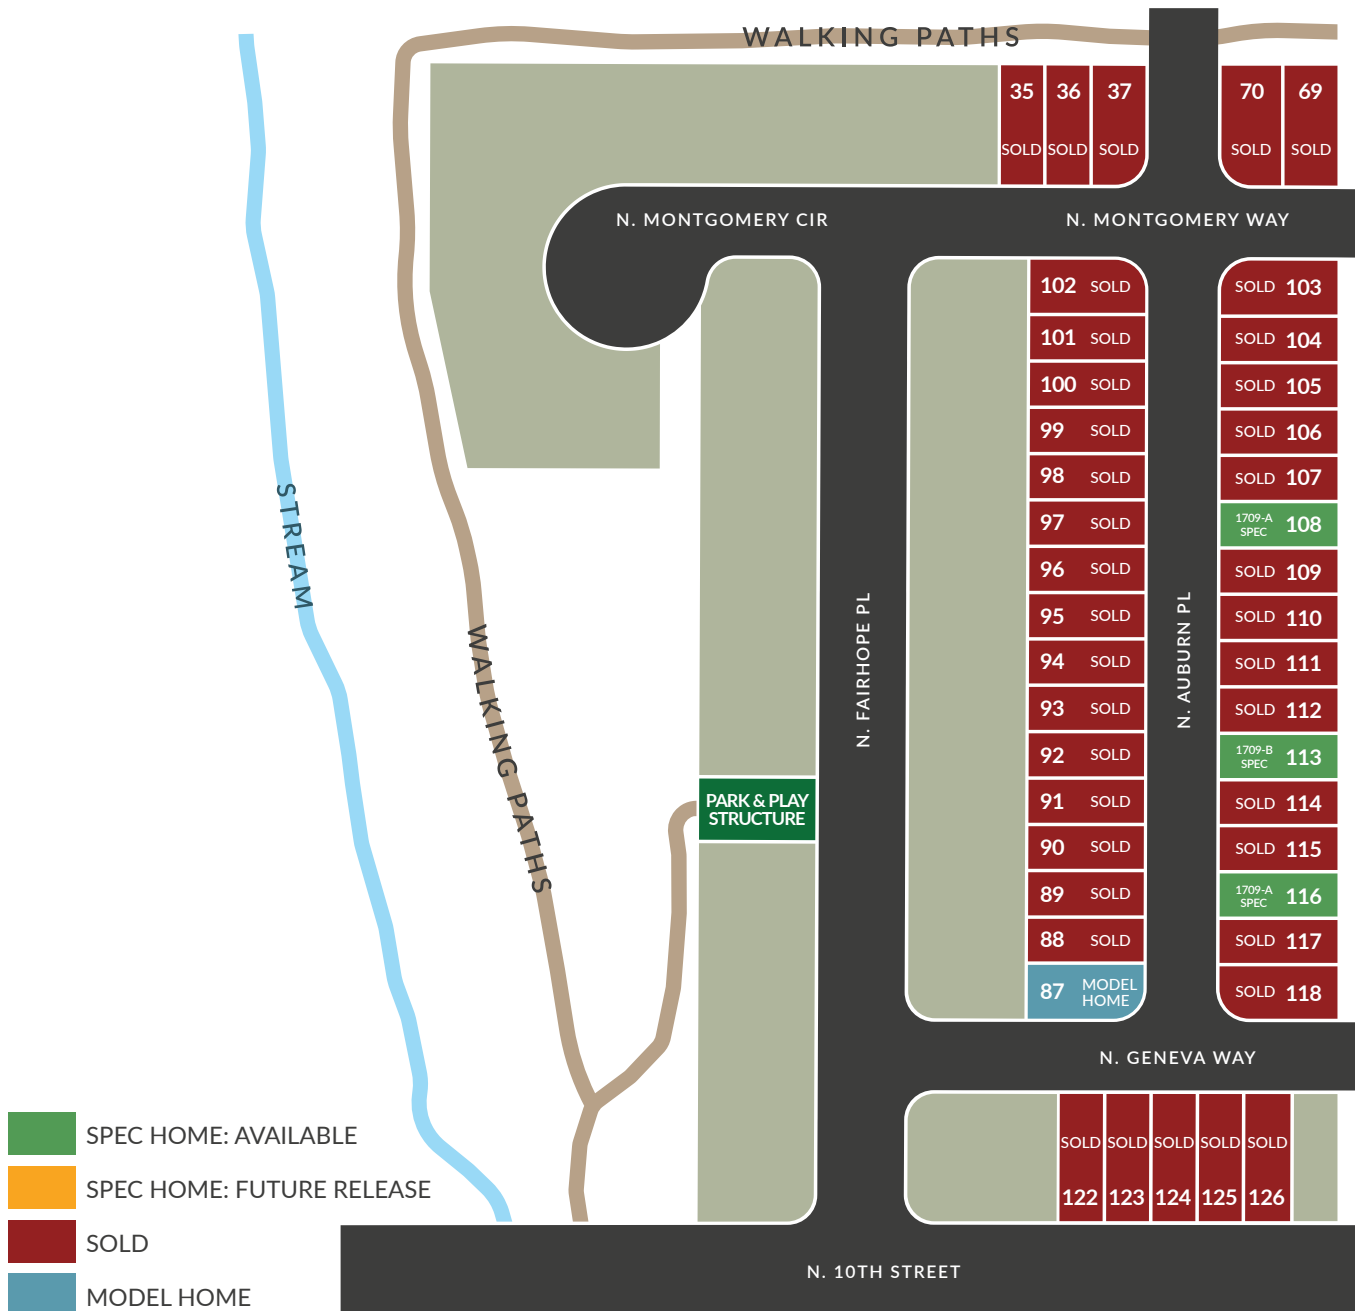 WALKING PATHS
35 36 37 70 69
SOLD SOLD SOLD SOLD SOLD
N. MONTGOMERY CIR
N. MONTGOMERY WAY
102 SOLD
SOLD 103
101 SOLD
SOLD 104
100 SOLD
SOLD 105
99 SOLD
SOLD 106
98 SOLD
SOLD 107
97 SOLD
1709-A
SPEC 108
96 SOLD
SOLD 109
95 SOLD
SOLD 110
94 SOLD
SOLD 111
93 SOLD
SOLD 112
92 SOLD
1709-B
SPEC 113
91 SOLD
SOLD 114
90 SOLD
SOLD 115
89 SOLD
1709-A
SPEC 116
88 SOLD
SOLD 117
87 MODEL
HOME
SOLD 118
STREAM
WALKING PATHS
N. FAIRHOPE PL
N. AUBURN PL
PARK & PLAY
STRUCTURE
N. GENEVA WAY
SOLD SOLD SOLD SOLD SOLD
122 123 124 125 126
SPEC HOME: AVAILABLE
SPEC HOME: FUTURE RELEASE
SOLD
MODEL HOME
N. 10TH STREET